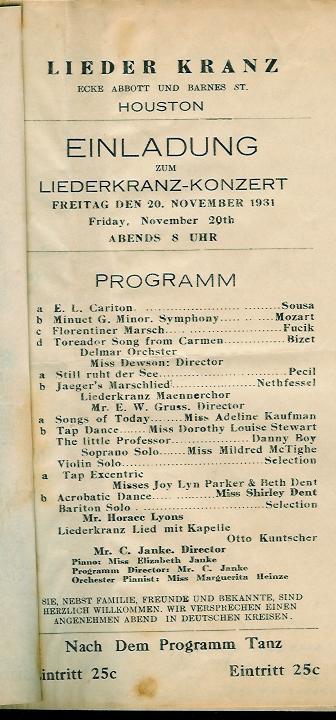 LIEDER KRANZ
ECKE ABBOTT UND BARNES ST.
HOUSTON
EINLADUNG
ZUM
LIEDERKRANZ-KONZERT
FREITAG DEN 20. NOVEMBER 1931
Friday, November 20th
ABENDS 8 UHR
PROGRAMM
a E. L. Cariton. ............ Sousa
b Minuet G. Minor. Symphony............ Mozart
c Florentiner Marsch.... ............ Fucik
d Toreador Song from Carmen............ Bizet
Delmar Orchster
Miss Dewson: Director
a Still ruht der See............ Pecil
b Jaeger's Marschlied............ Nethfessel
Liederkranz Maennerchor
Mr. E. W. Gruss. Director
a Songs of Today......Miss Adeline Kaufman
b Tap Dance......Miss Dorothy Louise Stewart
The little Professor............Danny Boy
Soprano Solo......Miss Mildred McTighe
Violin Solo............Selection
a Tap Excentric
Misses Joy Lyn Parker & Beth Dent
b Acrobatic Dance............Miss Shirley Dent
Bariton Solo ............Selection
Mr. Horace Lyons
Liederkranz Lied mit Kapelle
Otto Kuntscher
Mr. C. Janke. Director
Piano: Miss Elizabeth Janke
Programm Director: Mr. C. Janke
Orchester Pianist: Miss Marguerita Heinze
SIE, NEBST FAMILIE, FREUNDE UND BEKANNTE, SIND
HERZLICH WILLKOMMEN. WIR VERSPRECHEN EINEN
ANGENEHMEN ABEND IN DEUTSCHEN KREISEN.
Nach Dem Programm Tanz
Eintritt 25c Eintritt 25c